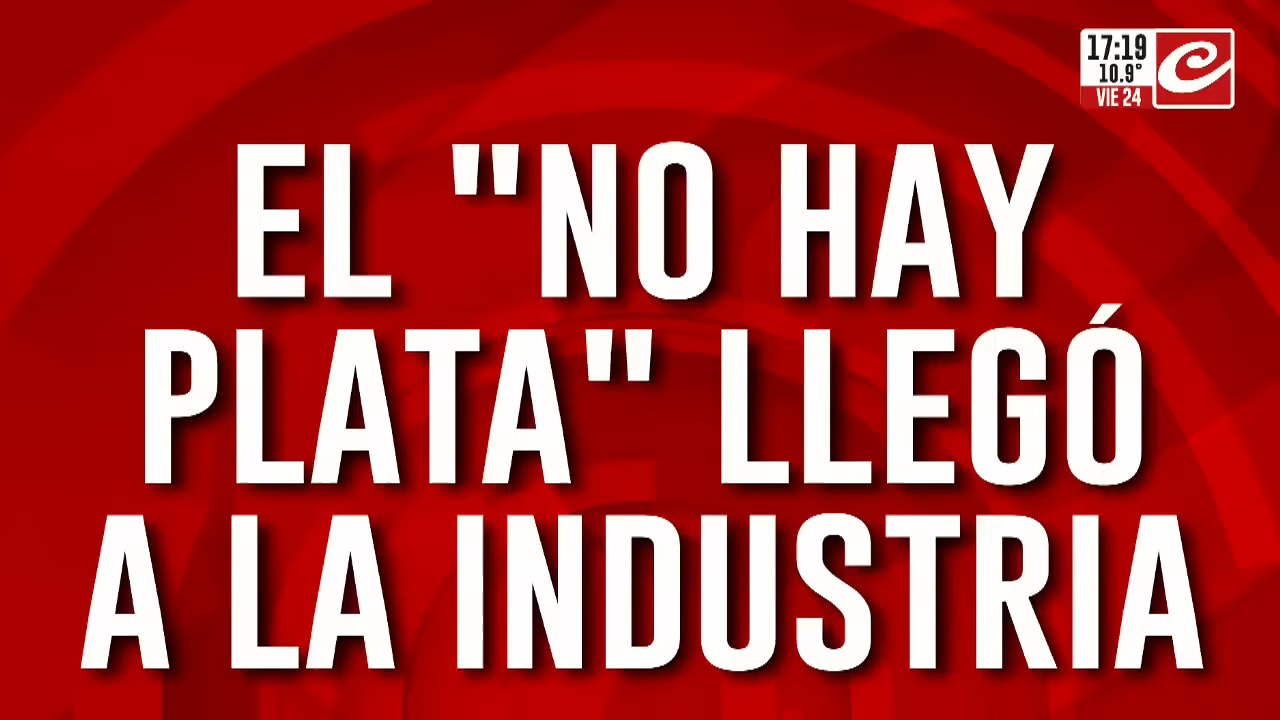 17:19
10.9°
VIE 24
EL "NO HAY
PLATA" LLEGÓ
A LA INDUSTRIA